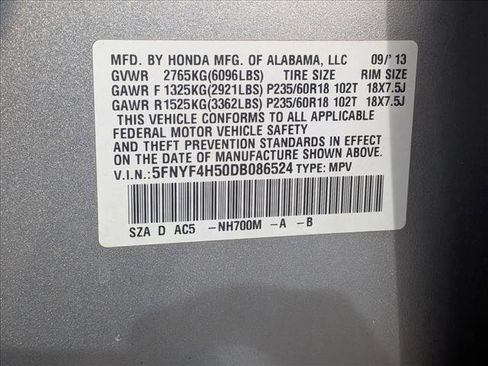 MFD. BY HONDA MFG. OF ALABAMA, LLC 09/'13
GVWR 2765KG(6096LBS) TIRE SIZE RIM SIZE
GAWR F 1325KG(2921LBS) P235/60R18 102T 18X7.5J
GAWR R 1525KG(3362LBS) P235/60R18 102T 18X7.5J
THIS VEHICLE CONFORMS TO ALL APPLICABLE
FEDERAL MOTOR VEHICLE SAFETY
AND THEFT PREVENTION STANDARDS IN EFFECT
ON THE DATE OF MANUFACTURE SHOWN ABOVE.
V.I.N.: 5FNYF4H50DB086524 TYPE: MPV
SZA D AC5 -NH700M -A -B